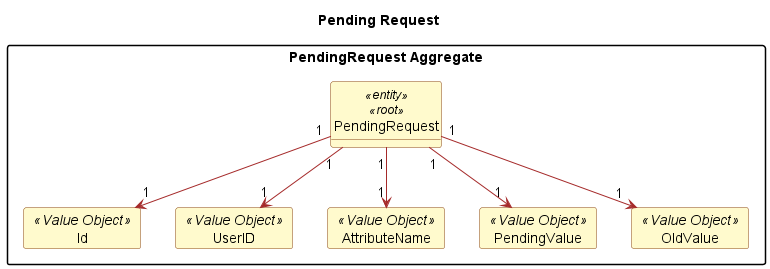 Pending Request
PendingRequest Aggregate
«entity»
«root»
PendingRequest
1 1 1 1 1
1 1 1 1 1
«Value Object» «Value Object» «Value Object» «Value Object» «Value Object»
Id UserID AttributeName PendingValue OldValue